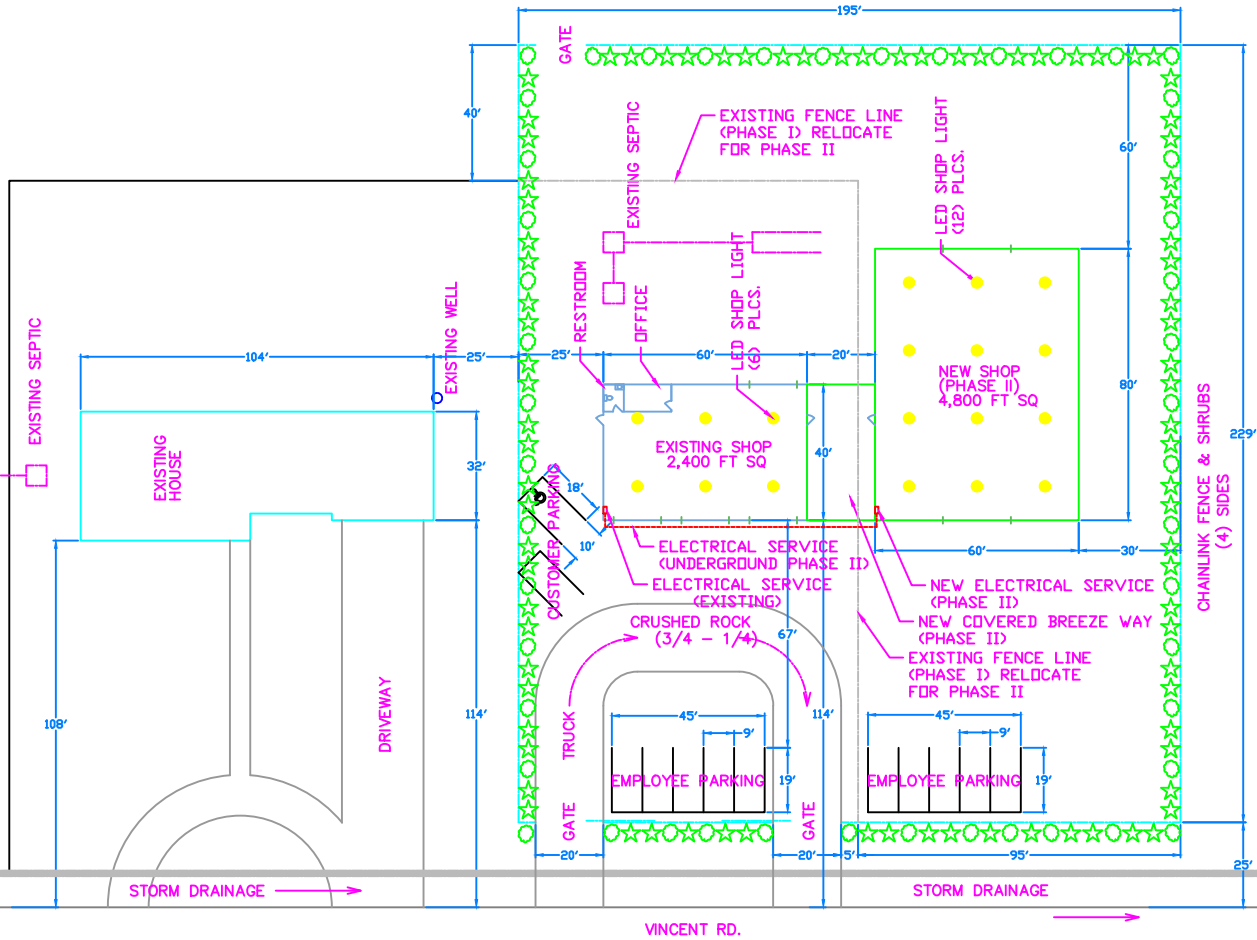 195'
GATE
40'
EXISTING FENCE LINE
(PHASE I) RELOCATE
FOR PHASE II
EXISTING SEPTIC
LED SHOP LIGHT
(12) PLCS.
60'
RESTROOM
OFFICE
LED SHOP LIGHT
(6) PLCS.
EXISTING SEPTIC
104'
EXISTING WELL
25'
25'
60'
20'
NEW SHOP
(PHASE II)
4,800 FT SQ
80'
EXISTING
HOUSE
32'
EXISTING SHOP
2,400 FT SQ
40'
CHAINLINK FENCE & SHRUBS
(4) SIDES
229'
CUSTOMER PARKING
18'
10'
ELECTRICAL SERVICE
(UNDERGROUND PHASE II)
ELECTRICAL SERVICE
(EXISTING)
60'
30'
NEW ELECTRICAL SERVICE
(PHASE II)
NEW COVERED BREEZE WAY
(PHASE II)
EXISTING FENCE LINE
(PHASE I) RELOCATE
FOR PHASE II
CRUSHED ROCK
(3/4 - 1/4)
67'
108'
DRIVEWAY
114'
TRUCK
45'
9'
114'
45'
9'
EMPLOYEE PARKING
19'
EMPLOYEE PARKING
19'
GATE
GATE
20'
20'
5'
95'
25'
STORM DRAINAGE
STORM DRAINAGE
VINCENT RD.